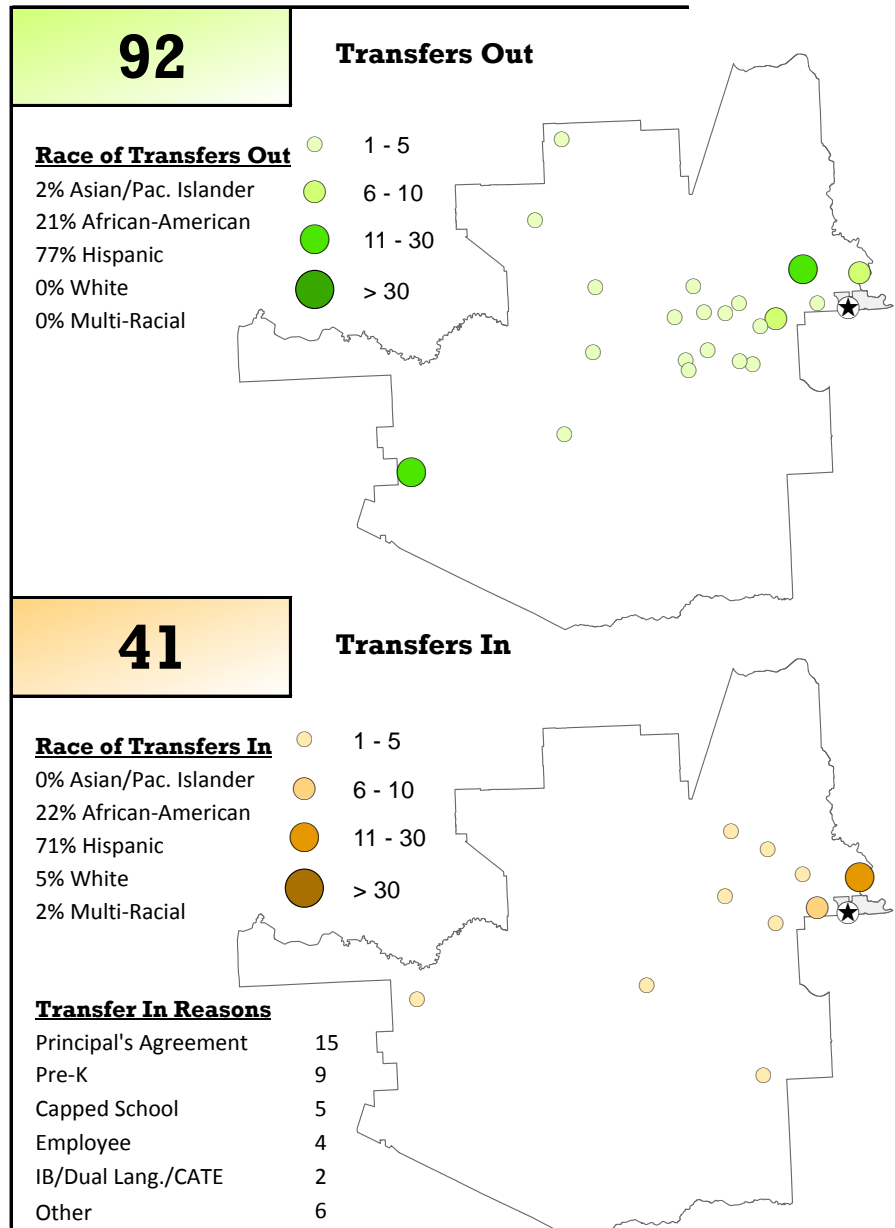 92
Transfers Out
Race of Transfers Out
2% Asian/Pac. Islander
21% African-American
77% Hispanic
0% White
0% Multi-Racial
1 - 5
6 - 10
11 - 30
> 30
41
Transfers In
Race of Transfers In
0% Asian/Pac. Islander
22% African-American
71% Hispanic
5% White
2% Multi-Racial
1 - 5
6 - 10
11 - 30
> 30
Transfer In Reasons
Principal's Agreement 15
Pre-K 9
Capped School 5
Employee 4
IB/Dual Lang./CATE 2
Other 6